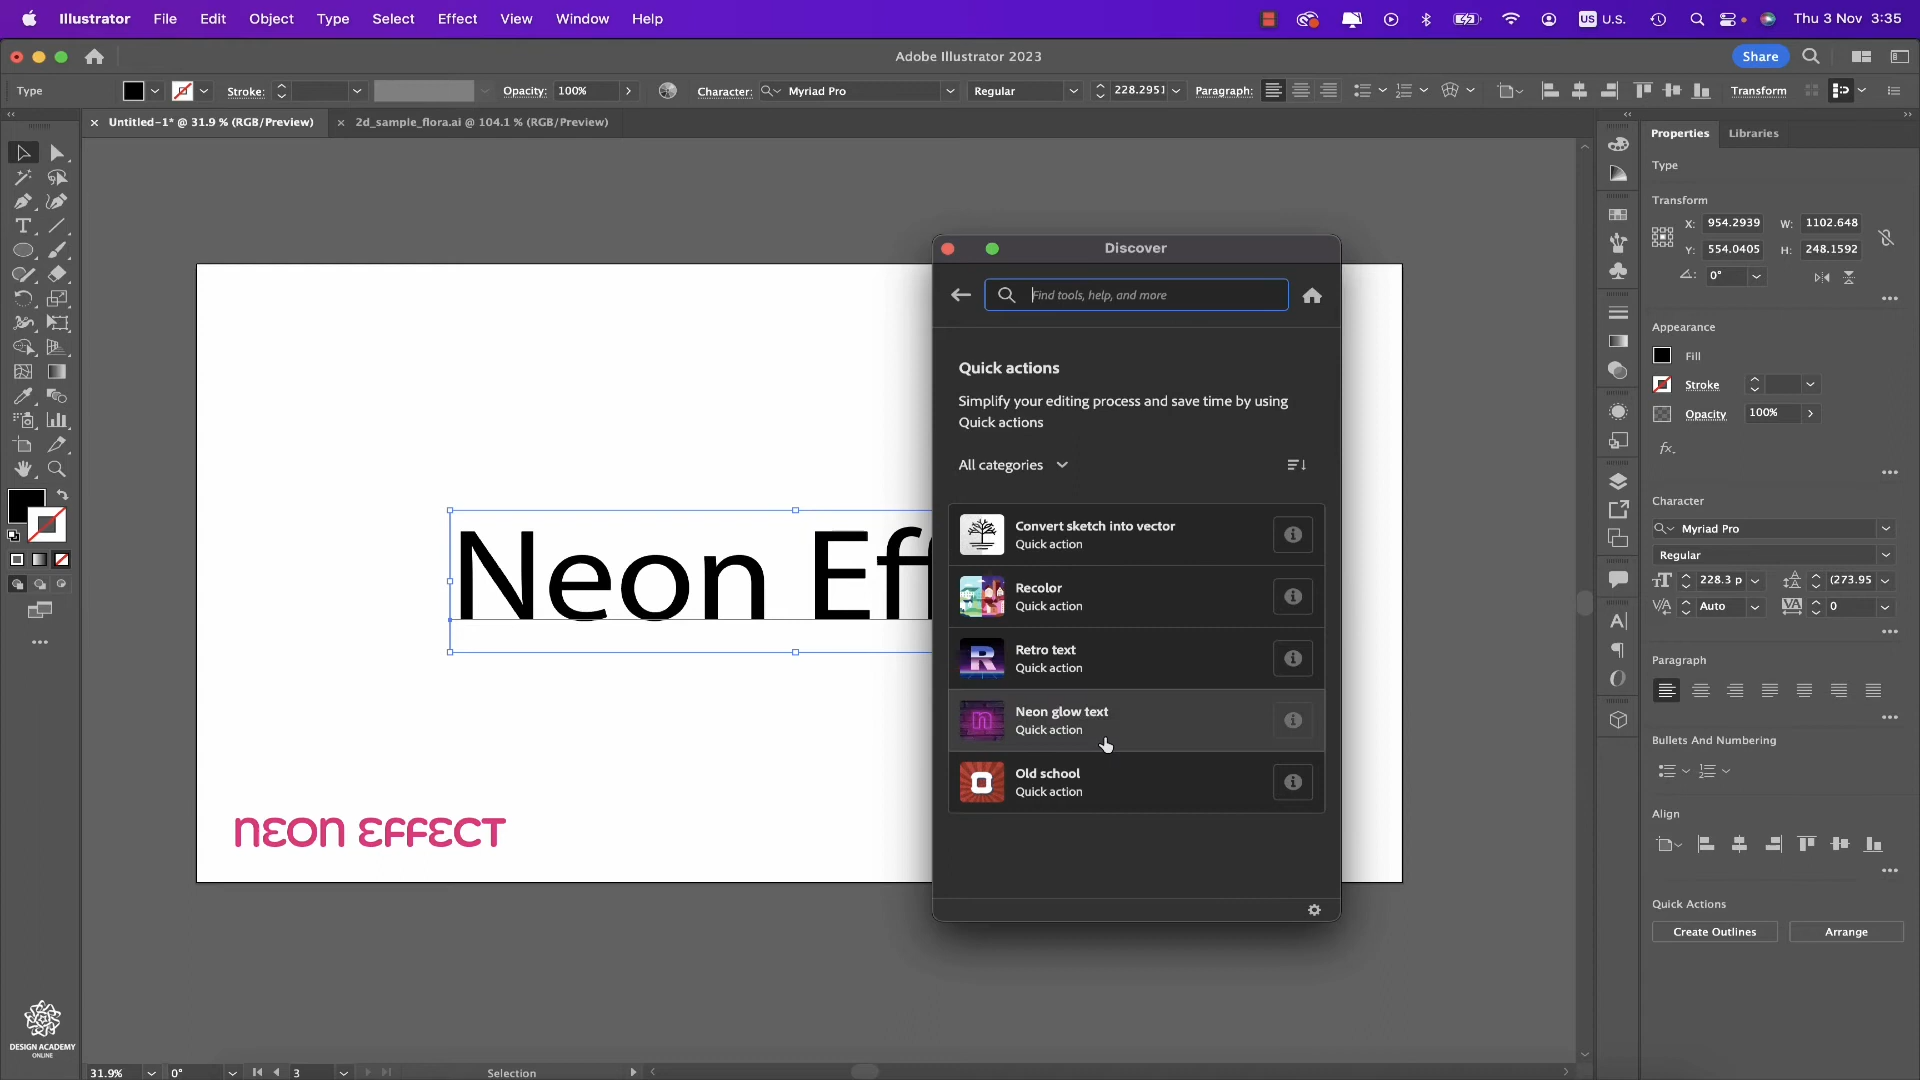 Illustrator File Edit Object Type Select Effect View Window Help US U.S. Thu 3 Nov 3:35
Adobe Illustrator 2023 Share
Type Stroke: Opacity: 100% Character: Myriad Pro Regular 228.2951 Paragraph: Transform
× Untitled-1* @ 31.9 % (RGB/Preview) × 2d_sample_flora.ai @ 104.1 % (RGB/Preview)
Properties Libraries
Type
Transform
X: 954.2939 W: 1102.648
Y: 554.0405 H: 248.1592
0°
Appearance
Fill
Stroke
Opacity 100%
fx.
Character
Myriad Pro
Regular
228.3 p (273.95
Auto 0
Paragraph
Bullets And Numbering
Align
Quick Actions
Create Outlines Arrange
Discover
Find tools, help, and more
Quick actions
Simplify your editing process and save time by using
Quick actions
All categories
Convert sketch into vector
Quick action
Recolor
Quick action
Retro text
Quick action
Neon glow text
Quick action
Old school
Quick action
Neon Eff
NEON EFFECT
DESIGN ACADEMY
ONLINE
31.9% 0° 3 Selection